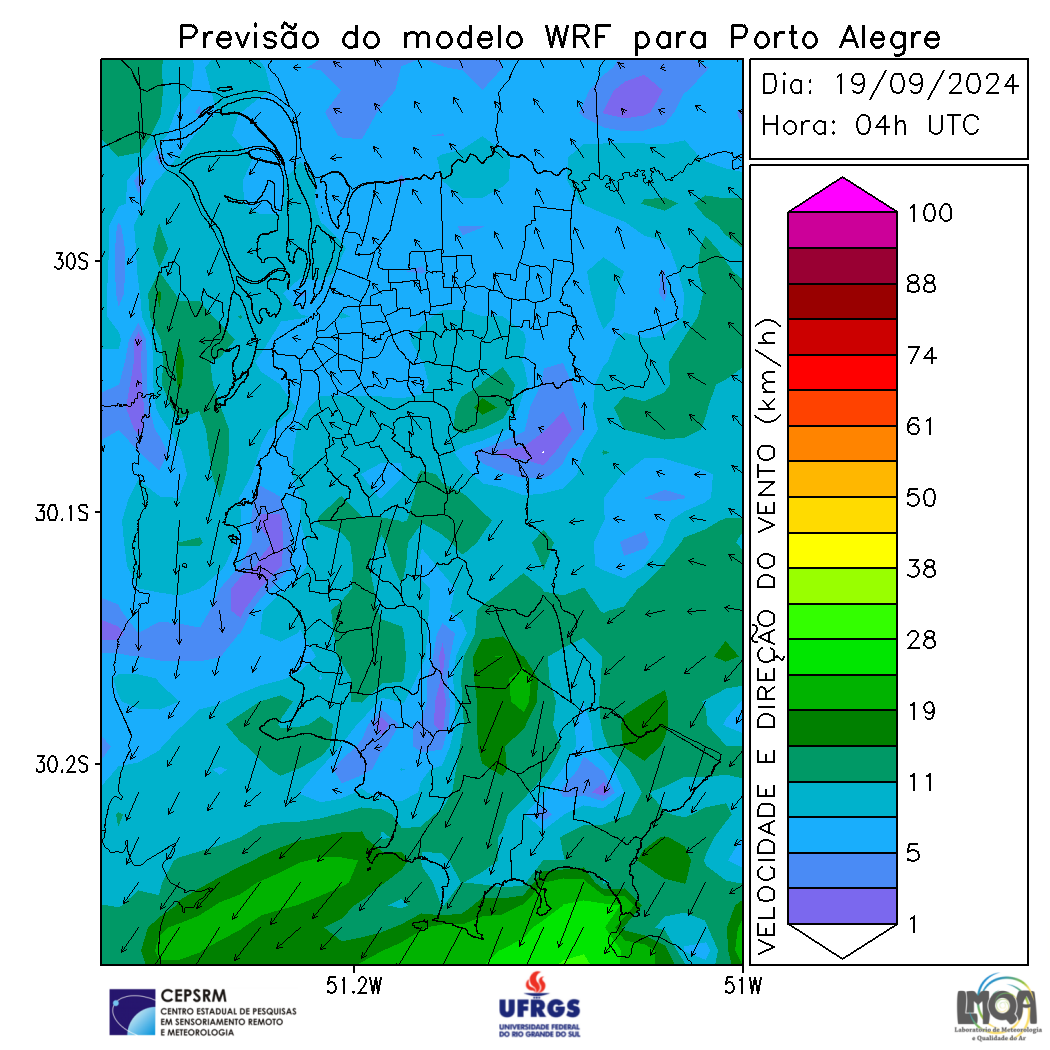 Previsão do modelo WRF para Porto Alegre
Dia: 19/09/2024
Hora: 04h UTC
30S
30.1S
30.2S
51.2W
51W
VELOCIDADE E DIREÇÃO DO VENTO (km/h)
100
88
74
61
50
38
28
19
11
5
1
CEPSRM
CENTRO ESTADUAL DE PESQUISAS
EM SENSORIAMENTO REMOTO
E METEOROLOGIA
UFRGS
UNIVERSIDADE FEDERAL
DO RIO GRANDE DO SUL
LMQA
Laboratório de Meteorologia
e Qualidade do Ar